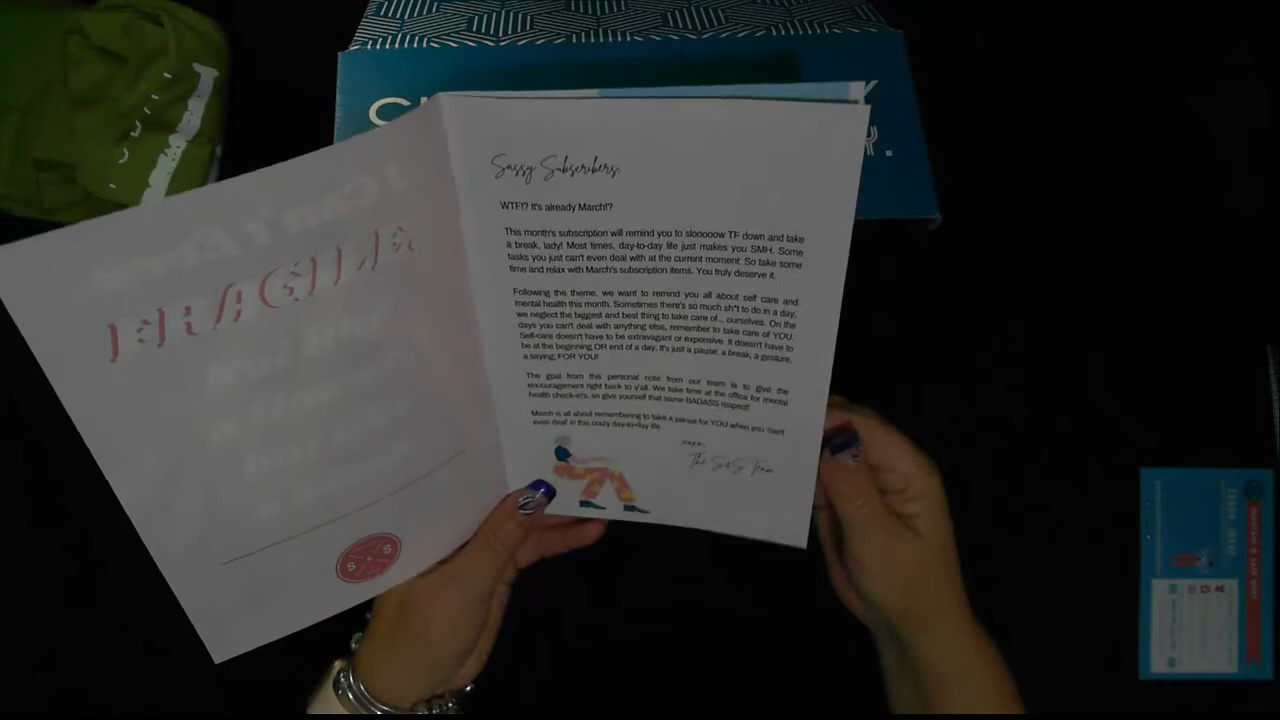 FRAGILE
S S
Sassy Subscribers,
WTF!? It's already March!?
This month's subscription will remind you to slooooow TF down and take
a break, lady! Most times, day-to-day life just makes you SMH. Some
tasks you just can't even deal with at the current moment. So take some
time and relax with March's subscription items. You truly deserve it.
Following the theme, we want to remind you all about self care and
mental health this month. Sometimes there's so much sh*t to do in a day,
we neglect the biggest and best thing to take care of... ourselves. On the
days you can't deal with anything else, remember to take care of YOU.
Self-care doesn't have to be extravagant or expensive. It doesn't have to
be at the beginning OR end of a day. It's just a pause, a break, a gesture,
a saying; FOR YOU!
The goal from this personal note from our team is to give the
encouragement right back to y'all. We take time at the office for mental
health check-in's, so give yourself that same BADASS respect!
March is all about remembering to take a pause for YOU when you 'can't
even deal' in this crazy day-to-day life.
xoxo,
The S&S Team